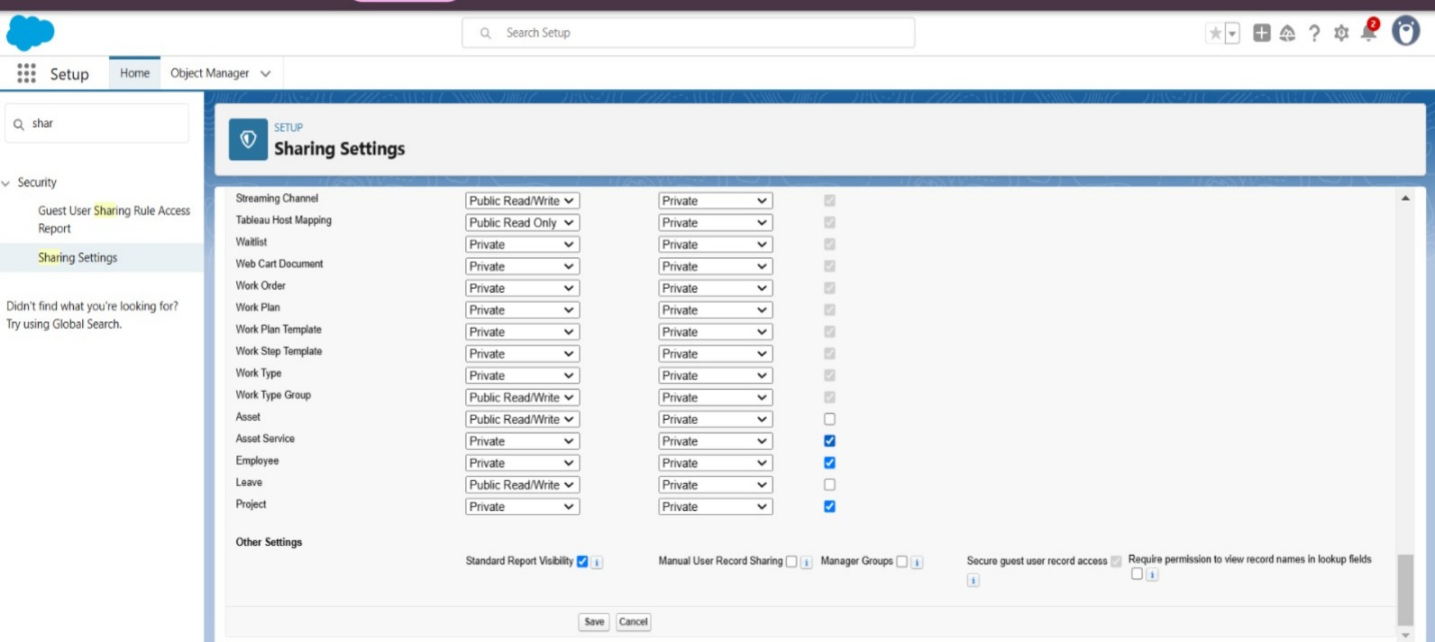 Search Setup
2
Setup Home Object Manager
shar
SETUP
Sharing Settings
Security
Guest User Sharing Rule Access
Report
Sharing Settings
Didn't find what you're looking for?
Try using Global Search.
Streaming Channel Public Read/Write Private
Tableau Host Mapping Public Read Only Private
Waitlist Private Private
Web Cart Document Private Private
Work Order Private Private
Work Plan Private Private
Work Plan Template Private Private
Work Step Template Private Private
Work Type Private Private
Work Type Group Public Read/Write Private
Asset Public Read/Write Private
Asset Service Private Private
Employee Private Private
Leave Public Read/Write Private
Project Private Private
Other Settings
Standard Report Visibility i Manual User Record Sharing i Manager Groups i Secure guest user record access i Require permission to view record names in lookup fields i
Save Cancel